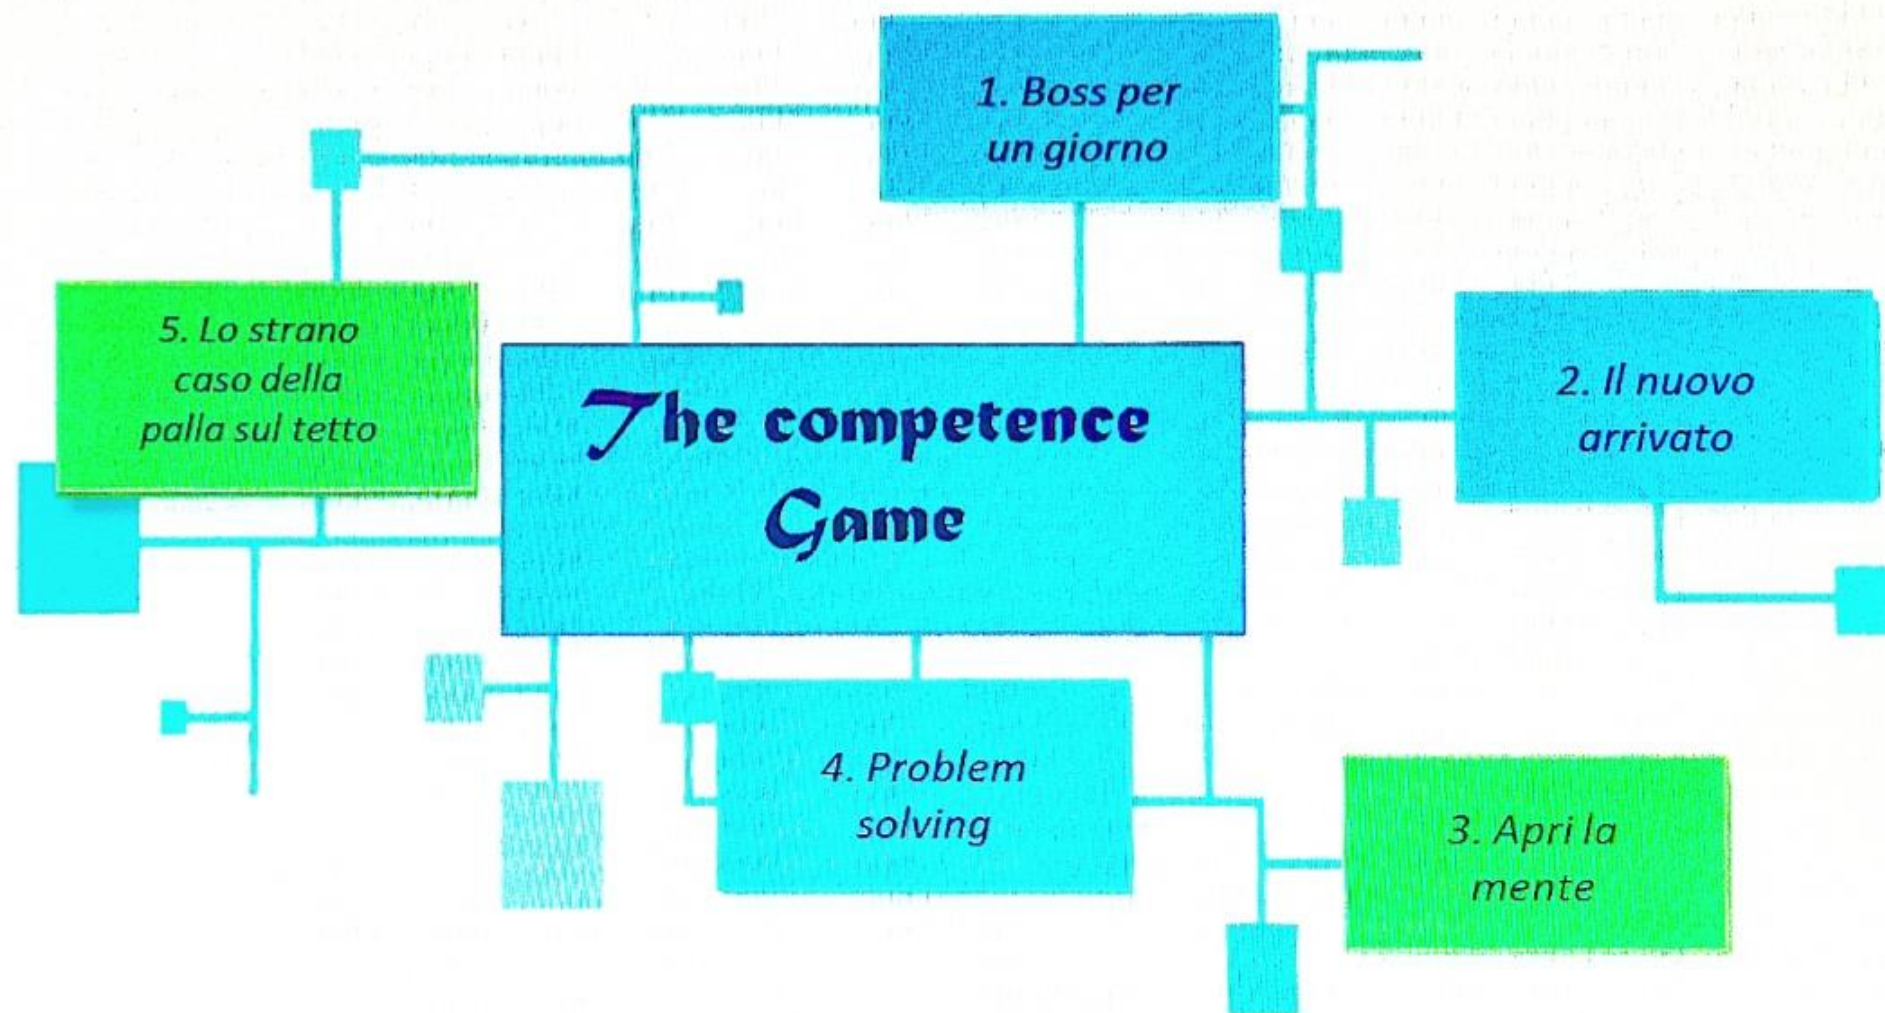 The competence
Game
1. Boss per
un giorno
2. Il nuovo
arrivato
3. Apri la
mente
4. Problem
solving
5. Lo strano
caso della
palla sul tetto